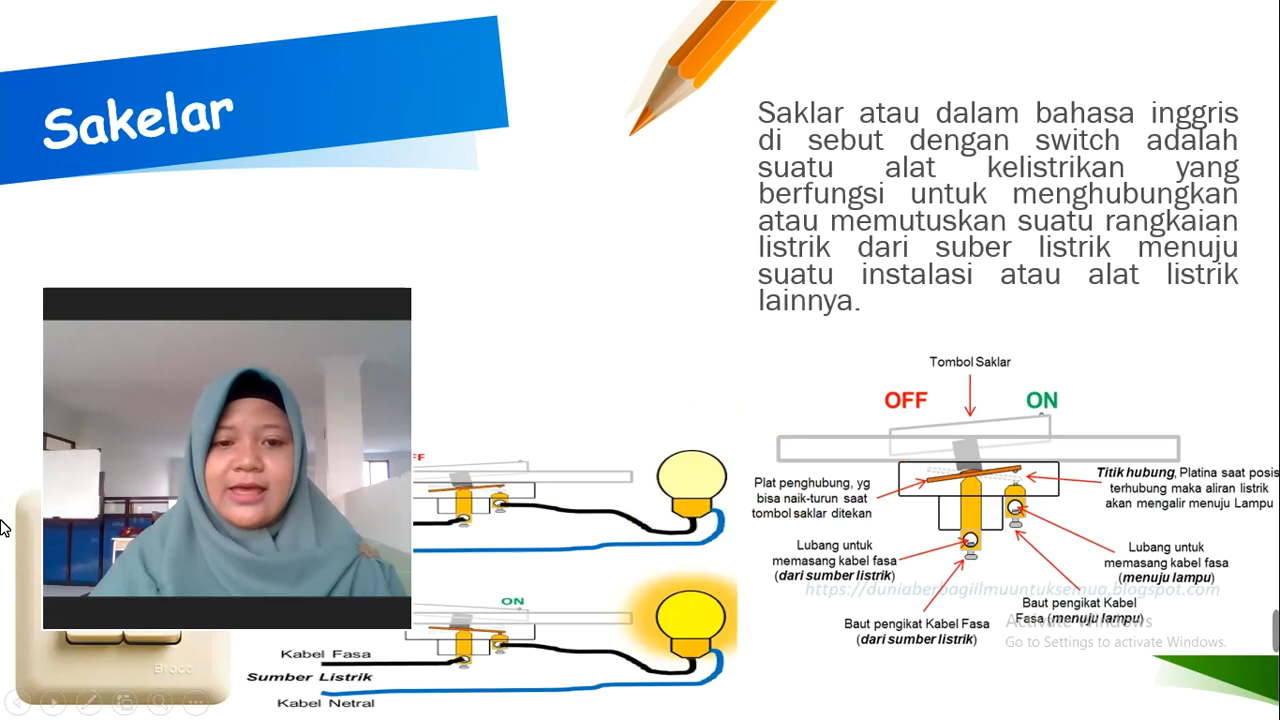 Sakelar
Saklar atau dalam bahasa inggris
di sebut dengan switch adalah
suatu alat kelistrikan yang
berfungsi untuk menghubungkan
atau memutuskan suatu rangkaian
listrik dari suber listrik menuju
suatu instalasi atau alat listrik
lainnya.
Tombol Saklar
OFF ON
Plat penghubung, yg
bisa naik-turun saat
tombol saklar ditekan
Titik hubung, Platina saat posis
terhubung maka aliran listrik
akan mengalir menuju Lampu
Lubang untuk
memasang kabel fasa
(dari sumber listrik)
Lubang untuk
memasang kabel fasa
(menuju lampu)
https://duniaberbagiilmuuntuksemua.blogspot.com
Baut pengikat Kabel Fasa
(dari sumber listrik)
Baut pengikat Kabel
Fasa (menuju lampu)
Activate Windows
Go to Settings to activate Windows.
FF
ON
Kabel Fasa
Sumber Listrik
Kabel Netral